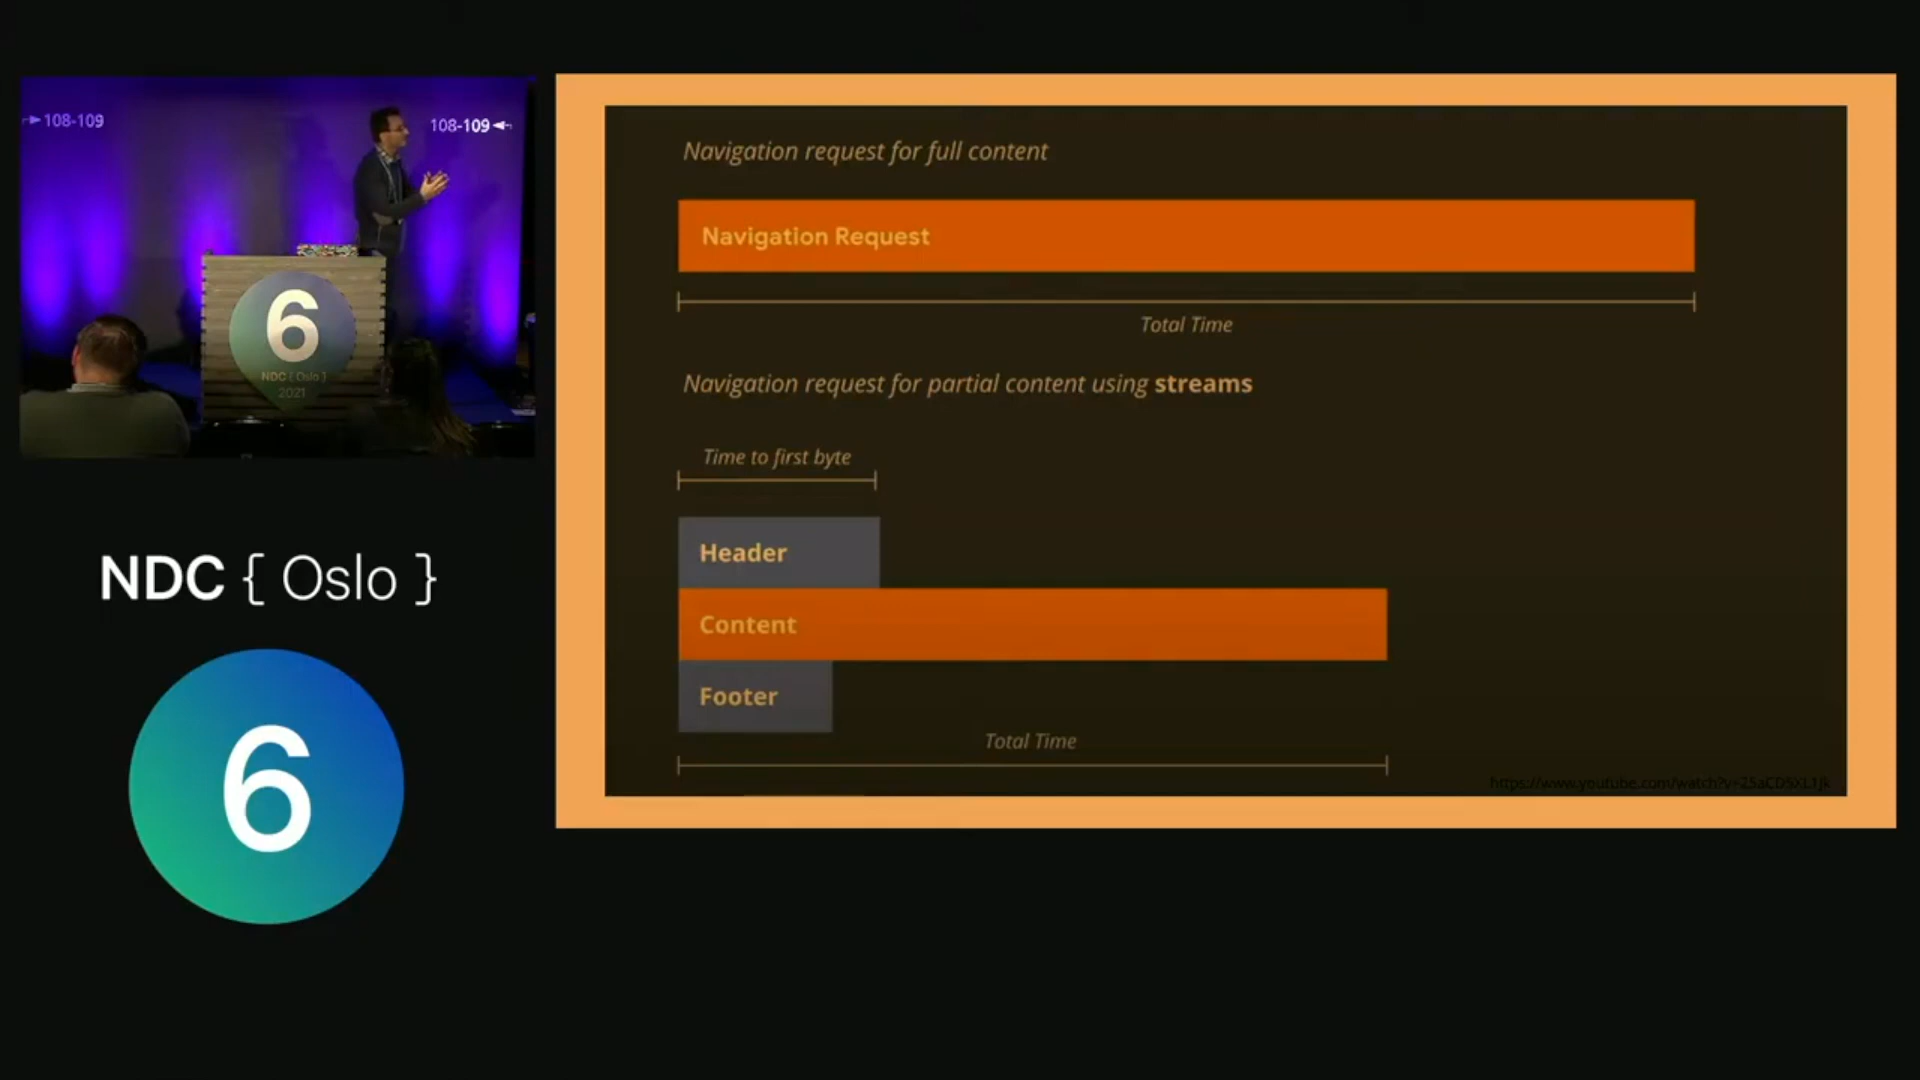 108-109
108-109
6
NDC { Oslo }
2021
NDC { Oslo }
6
Navigation request for full content
Navigation Request
Total Time
Navigation request for partial content using streams
Time to first byte
Header
Content
Footer
Total Time